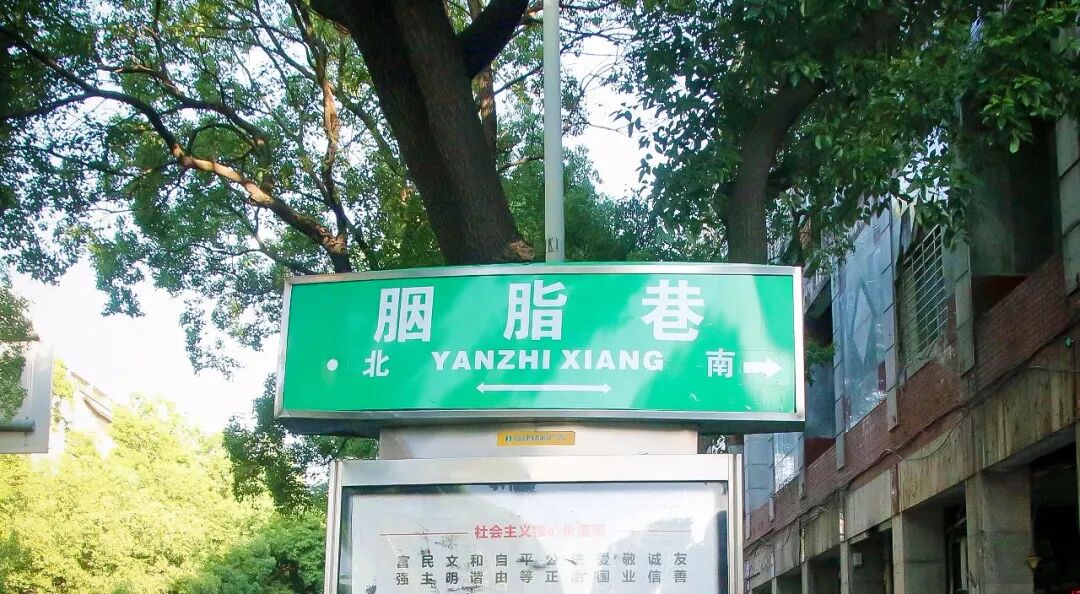 胭脂巷
北 YANZHI XIANG 南
社会主义核心价值观
富民文和自平公法爱敬诚友
强主明谐由等正治国业信善